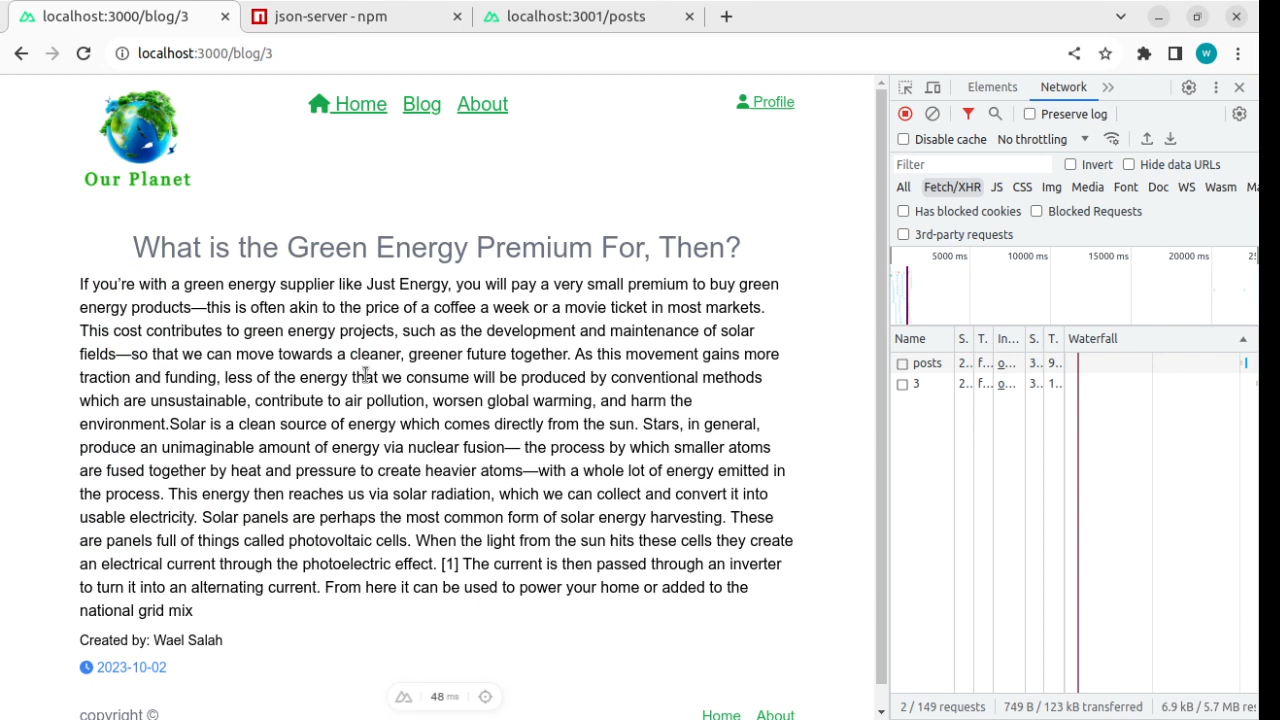 localhost:3000/blog/3
json-server - npm
localhost:3001/posts
localhost:3000/blog/3
W
Our Planet
Home
Blog
About
Profile
What is the Green Energy Premium For, Then?
If you're with a green energy supplier like Just Energy, you will pay a very small premium to buy green
energy products—this is often akin to the price of a coffee a week or a movie ticket in most markets.
This cost contributes to green energy projects, such as the development and maintenance of solar
fields—so that we can move towards a cleaner, greener future together. As this movement gains more
traction and funding, less of the energy that we consume will be produced by conventional methods
which are unsustainable, contribute to air pollution, worsen global warming, and harm the
environment.Solar is a clean source of energy which comes directly from the sun. Stars, in general,
produce an unimaginable amount of energy via nuclear fusion— the process by which smaller atoms
are fused together by heat and pressure to create heavier atoms—with a whole lot of energy emitted in
the process. This energy then reaches us via solar radiation, which we can collect and convert it into
usable electricity. Solar panels are perhaps the most common form of solar energy harvesting. These
are panels full of things called photovoltaic cells. When the light from the sun hits these cells they create
an electrical current through the photoelectric effect. [1] The current is then passed through an inverter
to turn it into an alternating current. From here it can be used to power your home or added to the
national grid mix
Created by: Wael Salah
2023-10-02
48 ms
copyright ©
Home
About
Elements
Network
Preserve log
Disable cache
No throttling
Filter
Invert
Hide data URLs
All
Fetch/XHR
JS
CSS
Img
Media
Font
Doc
WS
Wasm
Ma
Has blocked cookies
Blocked Requests
3rd-party requests
5000 ms
10000 ms
15000 ms
20000 ms
25
Name
S.
T.
In...
S.
T.
Waterfall
posts
2..
f...
o...
3..
9..
3
2..
f...
o...
3..
1..
2 / 149 requests
749 B / 123 kB transferred
6.9 kB / 5.7 MB re